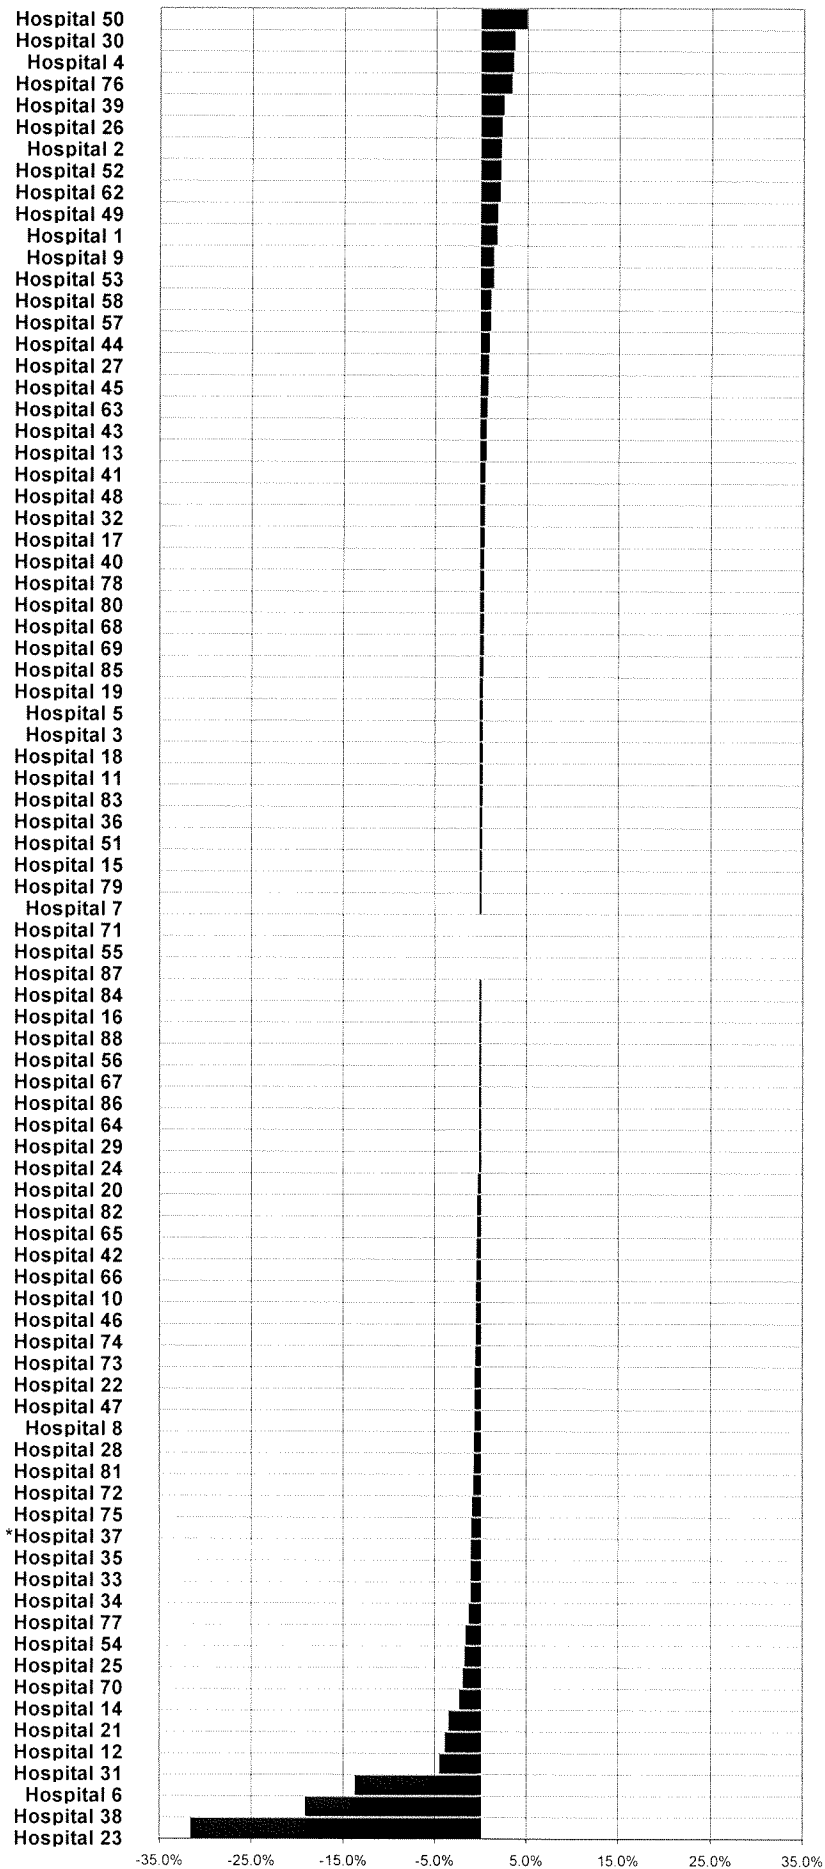 Hospital 50
Hospital 30
Hospital 4
Hospital 76
Hospital 39
Hospital 26
Hospital 2
Hospital 52
Hospital 62
Hospital 49
Hospital 1
Hospital 9
Hospital 53
Hospital 58
Hospital 57
Hospital 44
Hospital 27
Hospital 45
Hospital 63
Hospital 43
Hospital 13
Hospital 41
Hospital 48
Hospital 32
Hospital 17
Hospital 40
Hospital 78
Hospital 80
Hospital 68
Hospital 69
Hospital 85
Hospital 19
Hospital 5
Hospital 3
Hospital 18
Hospital 11
Hospital 83
Hospital 36
Hospital 51
Hospital 15
Hospital 79
Hospital 7
Hospital 71
Hospital 55
Hospital 87
Hospital 84
Hospital 16
Hospital 88
Hospital 56
Hospital 67
Hospital 86
Hospital 64
Hospital 29
Hospital 24
Hospital 20
Hospital 82
Hospital 65
Hospital 42
Hospital 66
Hospital 10
Hospital 46
Hospital 74
Hospital 73
Hospital 22
Hospital 47
Hospital 8
Hospital 28
Hospital 81
Hospital 72
Hospital 75
*Hospital 37
Hospital 35
Hospital 33
Hospital 34
Hospital 77
Hospital 54
Hospital 25
Hospital 70
Hospital 14
Hospital 21
Hospital 12
Hospital 31
Hospital 6
Hospital 38
Hospital 23
-35.0% -25.0% -15.0% -5.0% 5.0% 15.0% 25.0% 35.0%